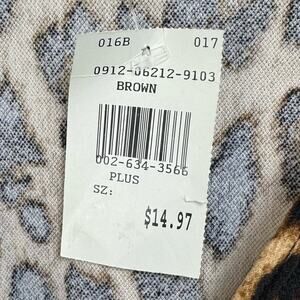 016B 017
0912-06212-9103
BROWN
002-634-3566
PLUS
SZ:
$14.97